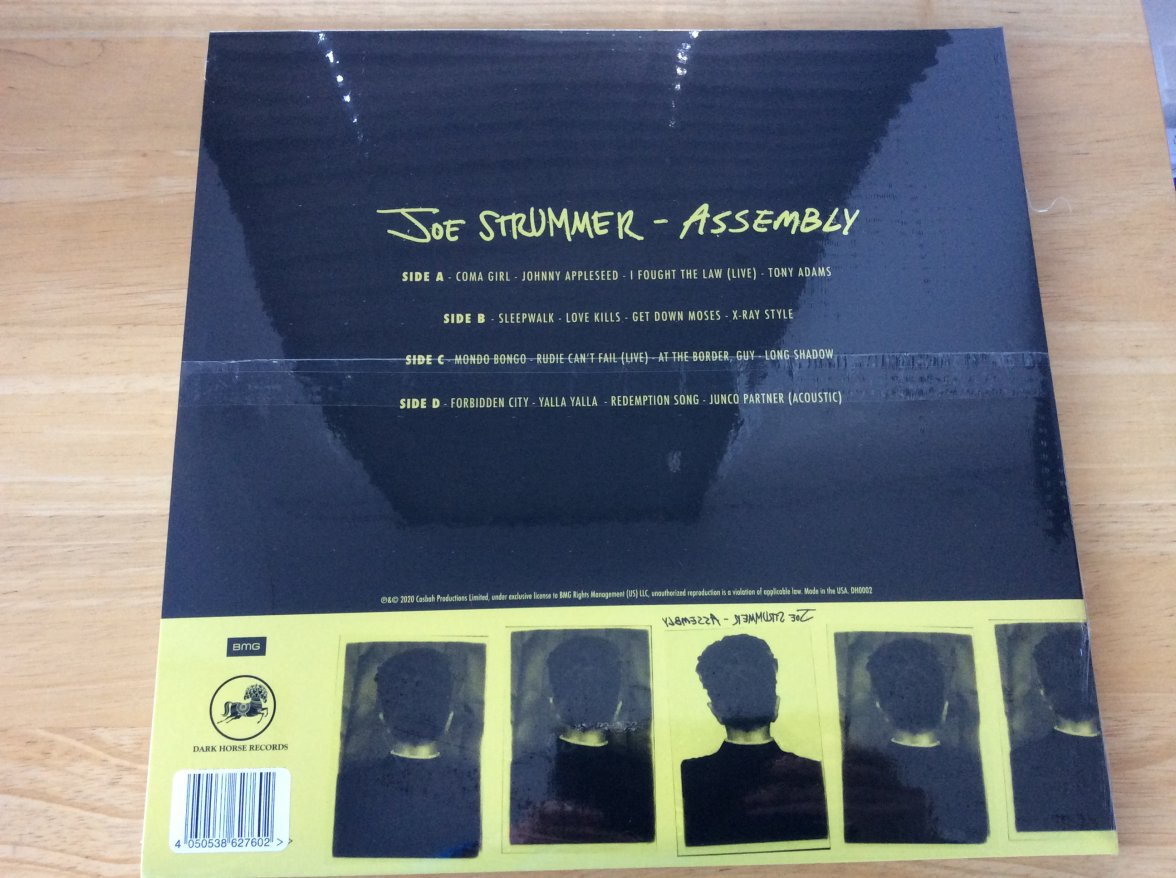 JOE STRUMMER - ASSEMBLY
SIDE A - COMA GIRL - JOHNNY APPLESEED - I FOUGHT THE LAW (LIVE) - TONY ADAMS
SIDE B - SLEEPWALK - LOVE KILLS - GET DOWN MOSES - X-RAY STYLE
SIDE C - MONDO BONGO - RUDIE CAN'T FAIL (LIVE) - AT THE BORDER, GUY - LONG SHADOW
SIDE D - FORBIDDEN CITY - YALLA YALLA - REDEMPTION SONG - JUNCO PARTNER (ACOUSTIC)
℗&© 2020 Casbah Productions Limited, under exclusive license to BMG Rights Management (US) LLC, unauthorized reproduction is a violation of applicable law. Made in the USA. DH0002
JOE STRUMMER - ASSEMBLY
BMG
DARK HORSE RECORDS
4 050538 627602 >